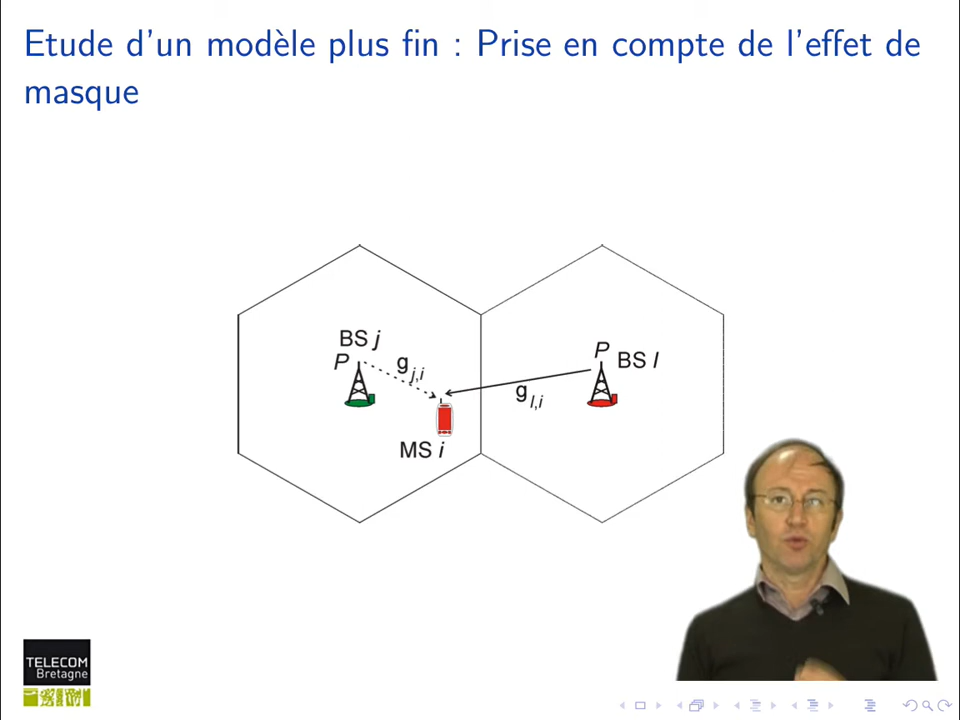 Etude d'un modèle plus fin : Prise en compte de l'effet de
masque
BS j
P
g j,i
MS i
P
BS l
g l,i
TELECOM
Bretagne